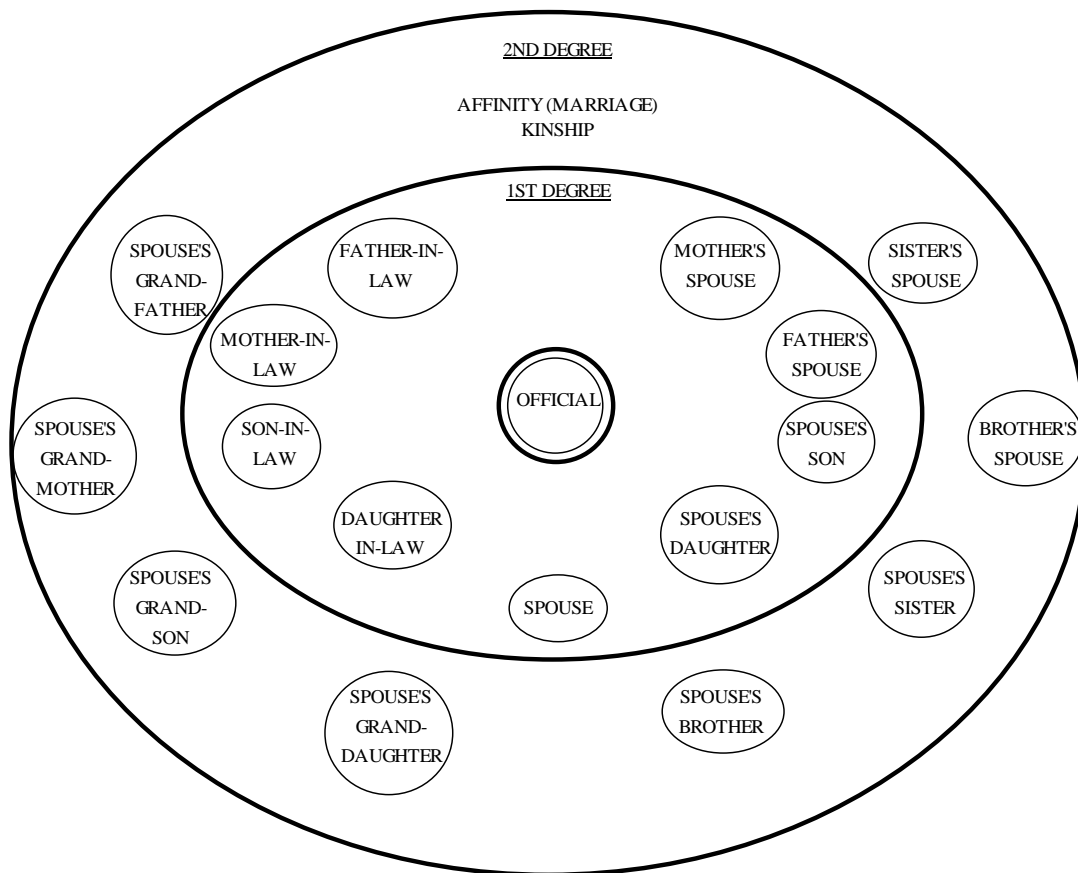 2ND DEGREE
AFFINITY (MARRIAGE)
KINSHIP
1ST DEGREE
SPOUSE'S
GRAND-
FATHER
FATHER-IN-
LAW
MOTHER'S
SPOUSE
SISTER'S
SPOUSE
MOTHER-IN-
LAW
FATHER'S
SPOUSE
OFFICIAL
SPOUSE'S
GRAND-
MOTHER
SON-IN-
LAW
SPOUSE'S
SON
BROTHER'S
SPOUSE
DAUGHTER
IN-LAW
SPOUSE'S
DAUGHTER
SPOUSE'S
GRAND-
SON
SPOUSE
SPOUSE'S
SISTER
SPOUSE'S
GRAND-
DAUGHTER
SPOUSE'S
BROTHER